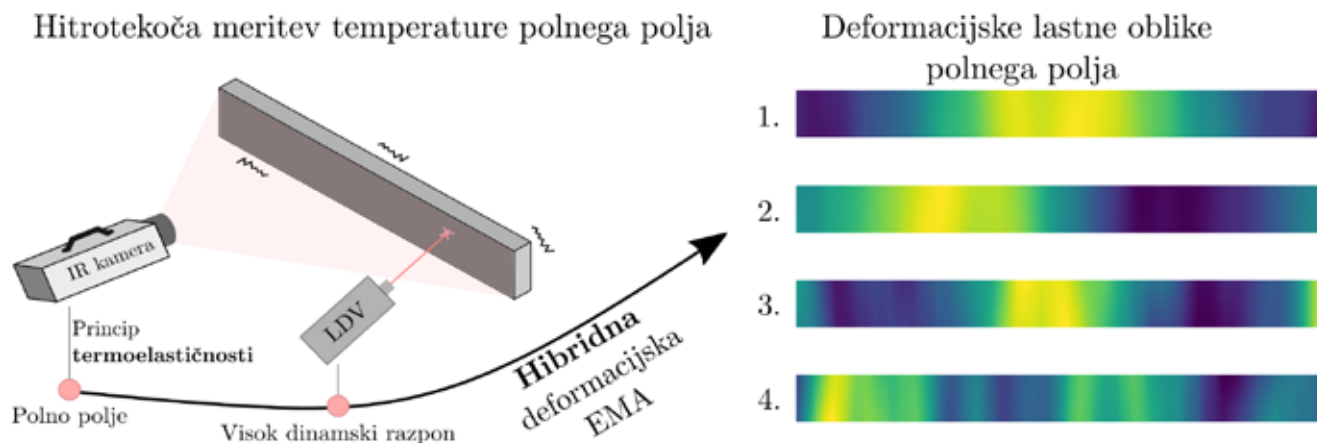 Hitrotekoča meritev temperature polnega polja
IR kamera
LDV
Princip
termoelastičnosti
Polno polje
Visok dinamski razpon
Hibridna
deformacijska
EMA
Deformacijske lastne oblike
polnega polja
1.
2.
3.
4.